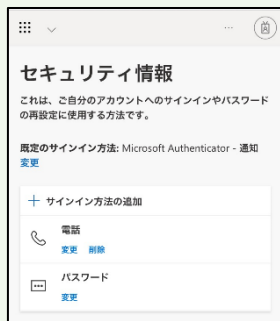 セキュリティ情報
これは、ご自分のアカウントへのサインインやパスワード
の再設定に使用する方法です。
既定のサインイン方法: Microsoft Authenticator - 通知
変更
+ サインイン方法の追加
電話
変更 削除
パスワード
変更